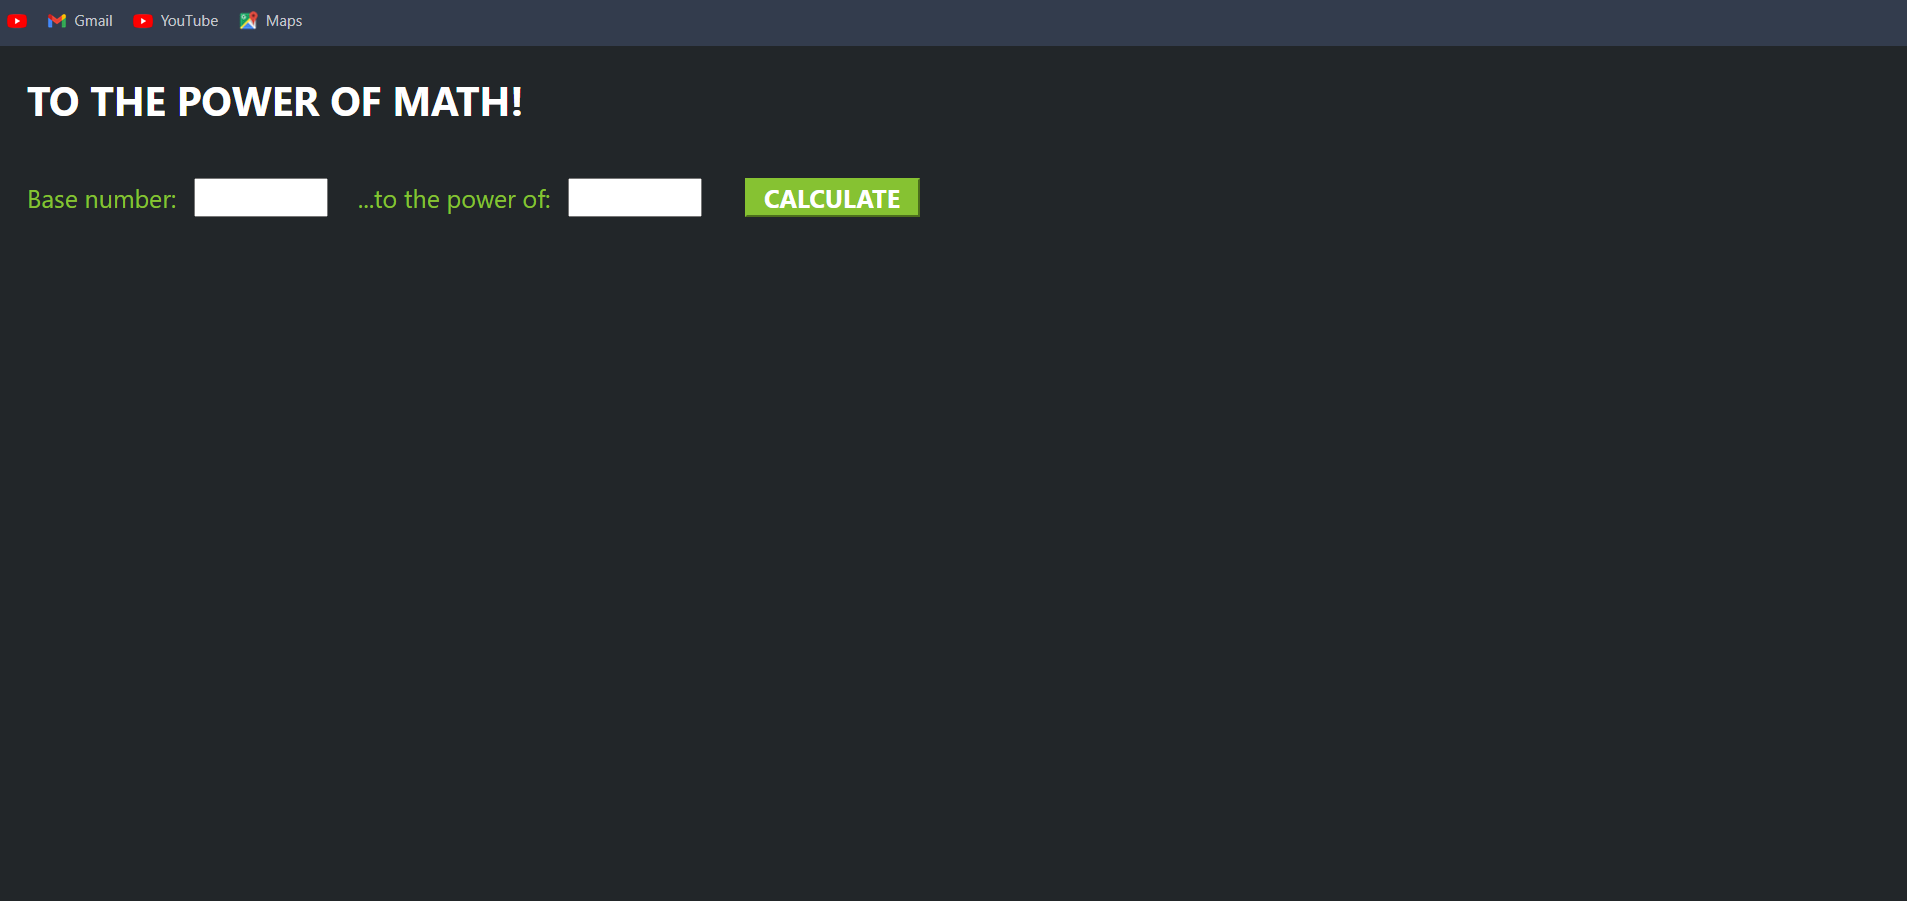 Gmail YouTube Maps
TO THE POWER OF MATH!
Base number: ...to the power of: CALCULATE